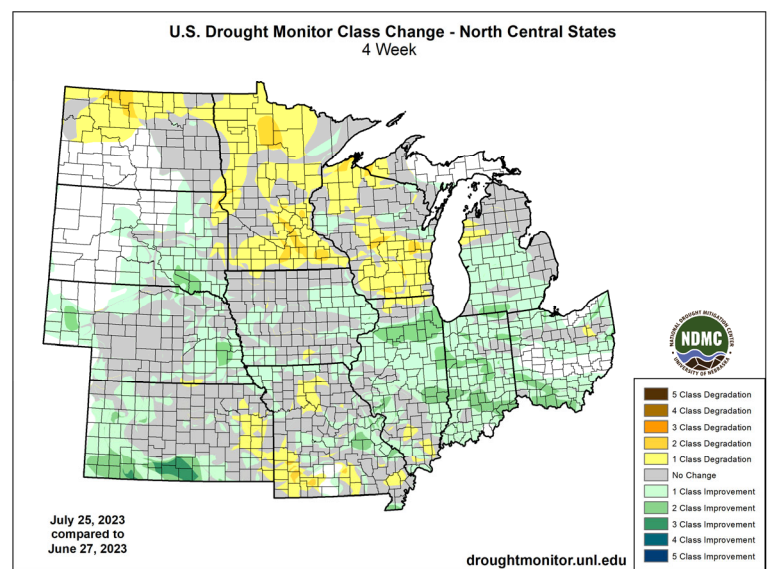 U.S. Drought Monitor Class Change - North Central States
4 Week
NATIONAL DROUGHT MITIGATION CENTER
NDMC
UNIVERSITY OF NEBRASKA
5 Class Degradation
4 Class Degradation
3 Class Degradation
2 Class Degradation
1 Class Degradation
No Change
1 Class Improvement
2 Class Improvement
3 Class Improvement
4 Class Improvement
5 Class Improvement
July 25, 2023
compared to
June 27, 2023
droughtmonitor.unl.edu